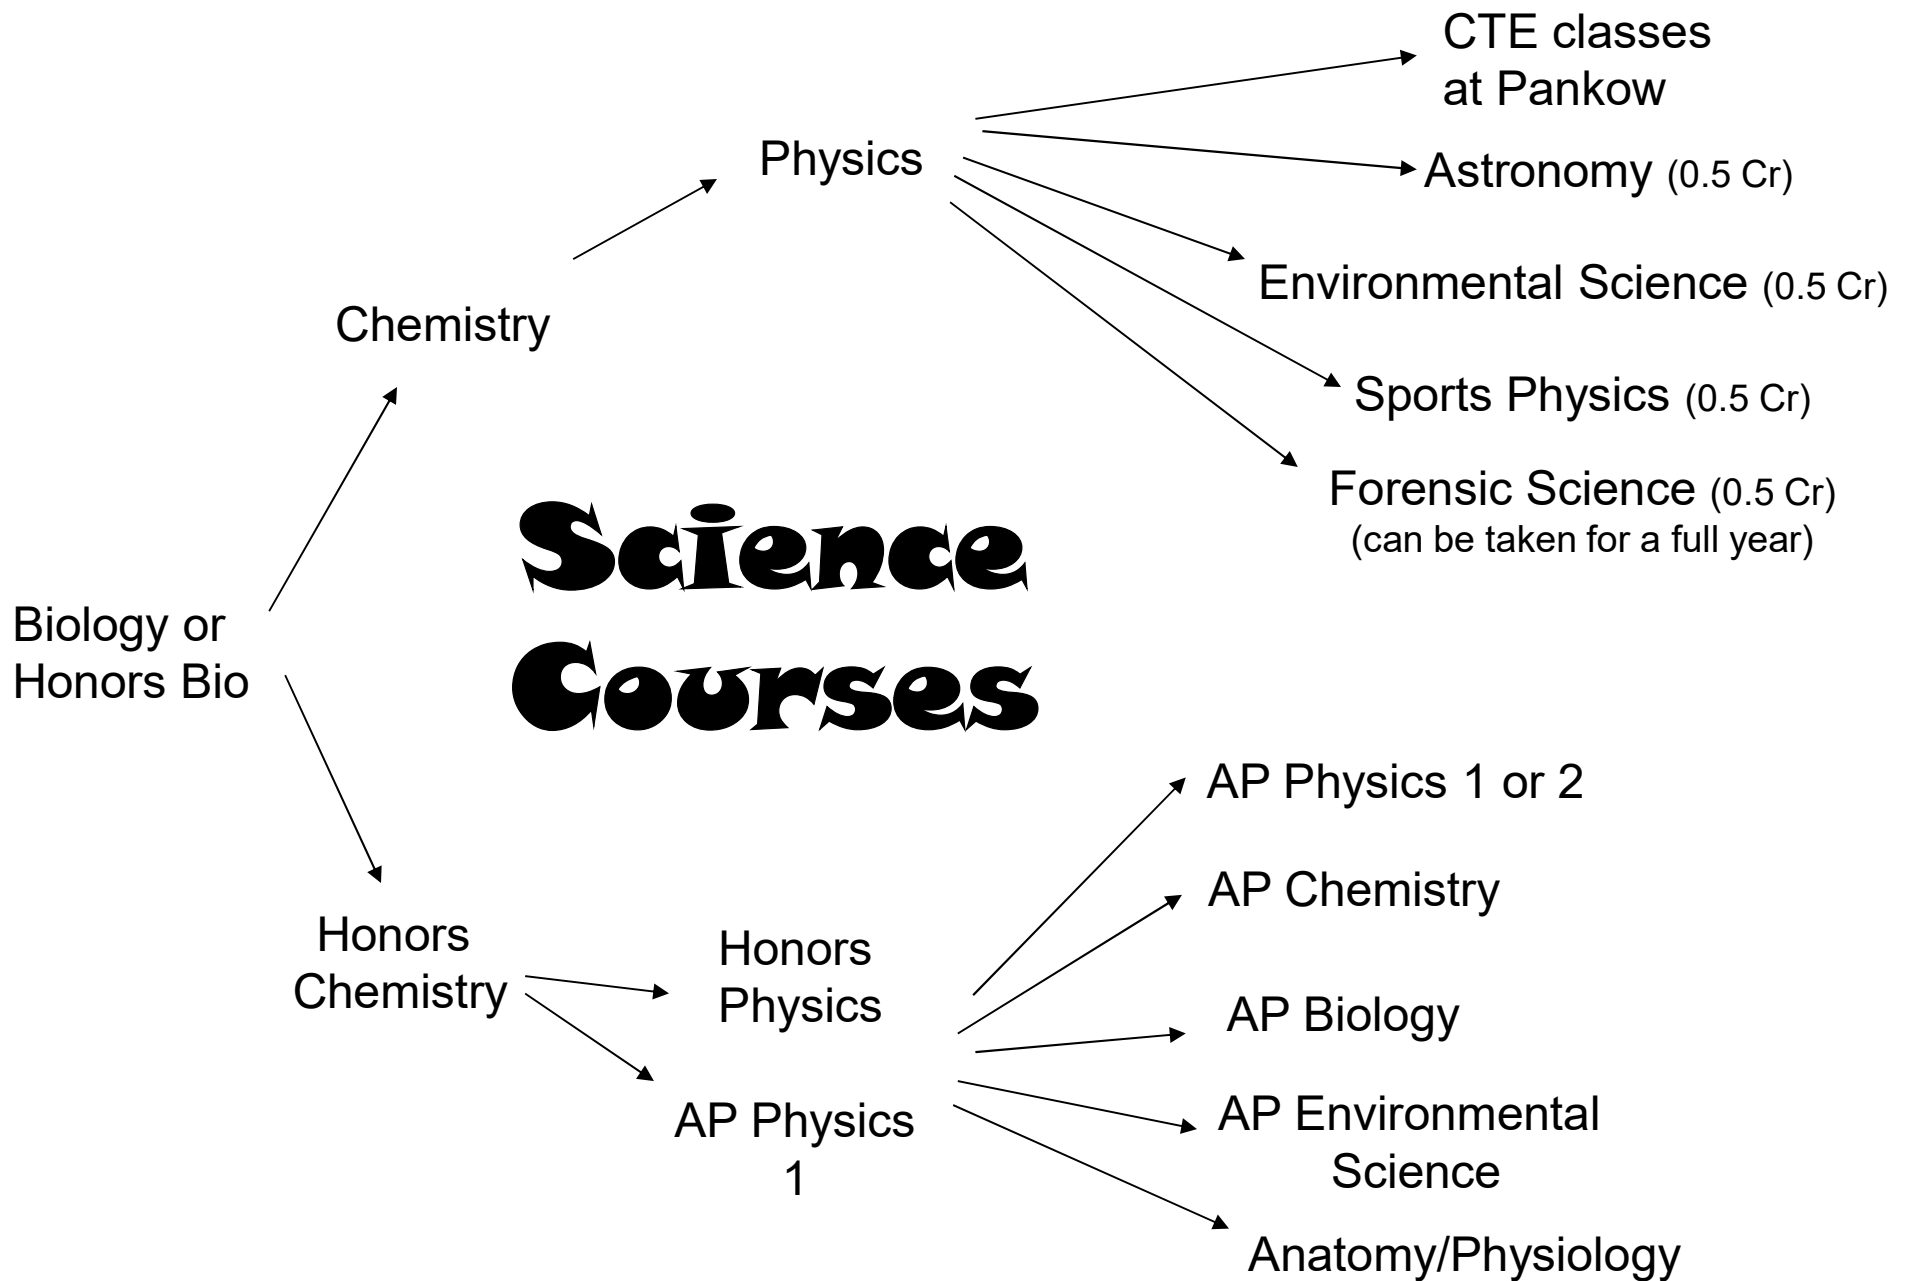 CTE classes
at Pankow
Physics
Astronomy (0.5 Cr)
Environmental Science (0.5 Cr)
Chemistry
Sports Physics (0.5 Cr)
Forensic Science (0.5 Cr)
(can be taken for a full year)
Science
Courses
Biology or
Honors Bio
AP Physics 1 or 2
AP Chemistry
Honors
Chemistry
Honors
Physics
AP Biology
AP Physics
1
AP Environmental
Science
Anatomy/Physiology